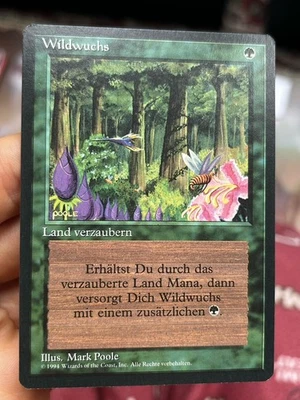 Wildwuchs
POOLE
Land verzaubern
Erhältst Du durch das
verzauberte Land Mana, dann
versorgt Dich Wildwuchs
mit einem zusätzlichen
Illus. Mark Poole
© 1994 Wizards of the Coast, Inc. Alle Rechte vorbehalten.